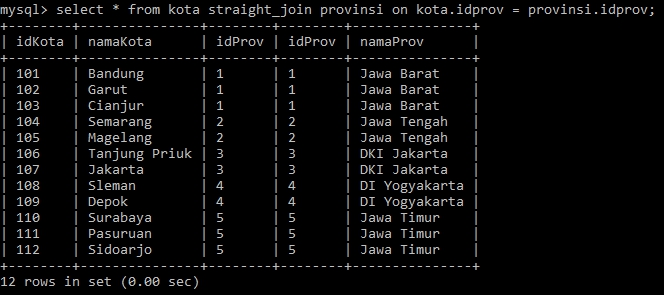 mysql> select * from kota straight_join provinsi on kota.idprov = provinsi.idprov;
+--------+---------------+--------+--------+---------------+
| idKota | namaKota      | idProv | idProv | namaProv      |
+--------+---------------+--------+--------+---------------+
| 101    | Bandung       | 1      | 1      | Jawa Barat    |
| 102    | Garut         | 1      | 1      | Jawa Barat    |
| 103    | Cianjur       | 1      | 1      | Jawa Barat    |
| 104    | Semarang      | 2      | 2      | Jawa Tengah   |
| 105    | Magelang      | 2      | 2      | Jawa Tengah   |
| 106    | Tanjung Priuk | 3      | 3      | DKI Jakarta   |
| 107    | Jakarta       | 3      | 3      | DKI Jakarta   |
| 108    | Sleman        | 4      | 4      | DI Yogyakarta |
| 109    | Depok         | 4      | 4      | DI Yogyakarta |
| 110    | Surabaya      | 5      | 5      | Jawa Timur    |
| 111    | Pasuruan      | 5      | 5      | Jawa Timur    |
| 112    | Sidoarjo      | 5      | 5      | Jawa Timur    |
+--------+---------------+--------+--------+---------------+
12 rows in set (0.00 sec)